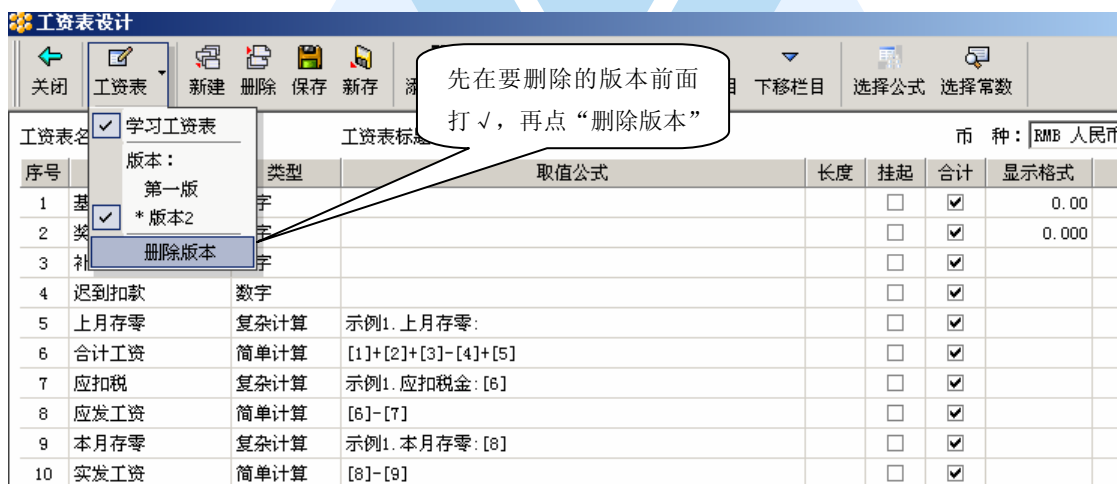 工资表设计
关闭 工资表 新建 删除 保存 新存 下移栏目 选择公式 选择常数
先在要删除的版本前面
打√，再点“删除版本”
工资表名 工资表标题 币 种：RMB 人民币
学习工资表
版本：
第一版
*版本2
删除版本
序号 类型 取值公式 长度 挂起 合计 显示格式
1 基 字 0.00
2 奖 字 0.000
3 补 字
4 迟到扣款 数字
5 上月存零 复杂计算 示例1.上月存零:
6 合计工资 简单计算 [1]+[2]+[3]-[4]+[5]
7 应扣税 复杂计算 示例1.应扣税金:[6]
8 应发工资 简单计算 [6]-[7]
9 本月存零 复杂计算 示例1.本月存零:[8]
10 实发工资 简单计算 [8]-[9]